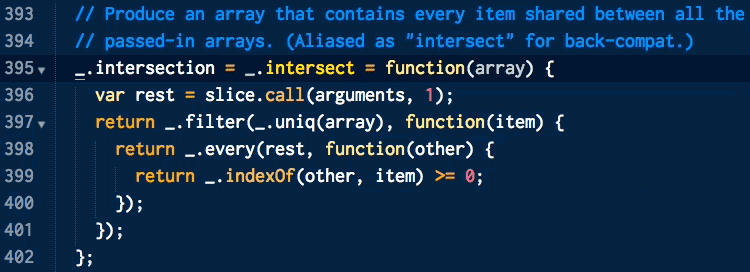 393 // Produce an array that contains every item shared between all the
394 // passed-in arrays. (Aliased as "intersect" for back-compat.)
395 _.intersection = _.intersect = function(array) {
396 var rest = slice.call(arguments, 1);
397 return _.filter(_.uniq(array), function(item) {
398 return _.every(rest, function(other) {
399 return _.indexOf(other, item) >= 0;
400 });
401 });
402 };